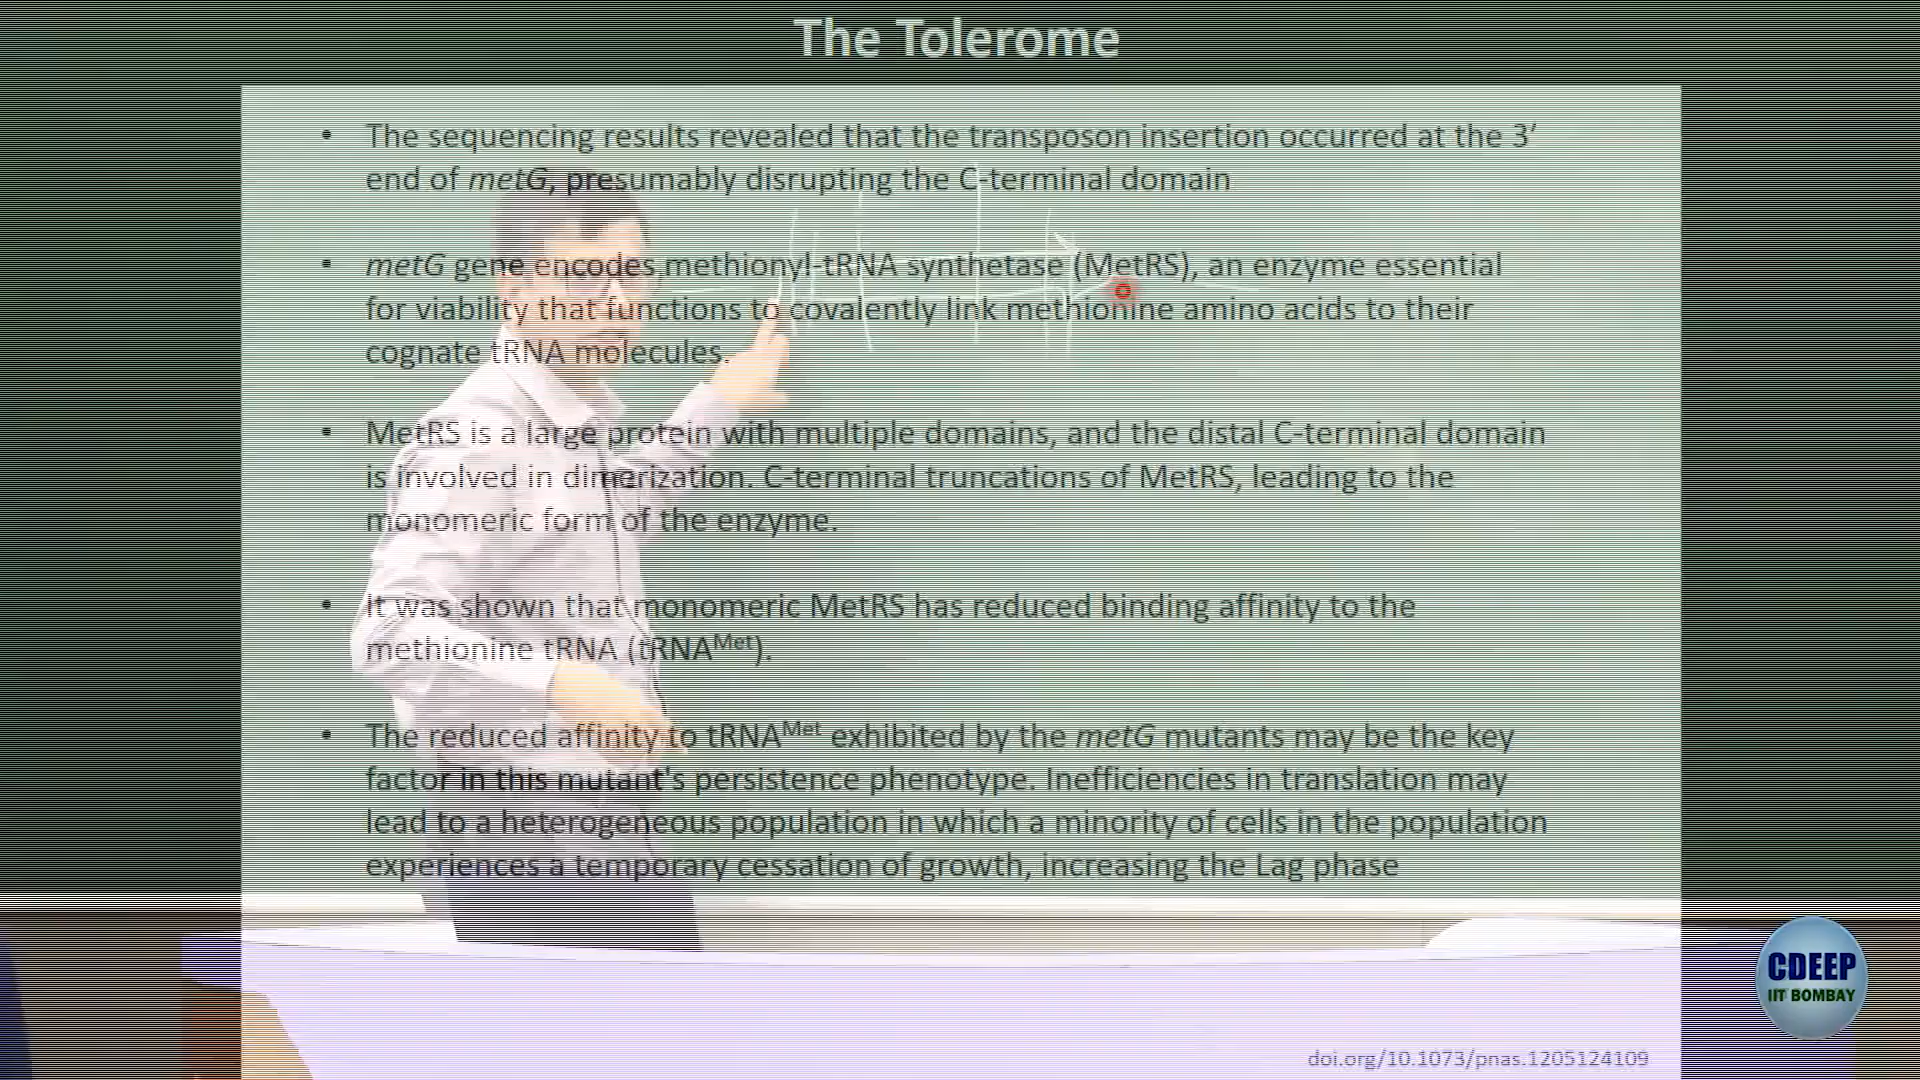 The Tolerome
• The sequencing results revealed that the transposon insertion occurred at the 3′
end of metG, presumably disrupting the C-terminal domain
• metG gene encodes methionyl-tRNA synthetase (MetRS), an enzyme essential
for viability that functions to covalently link methionine amino acids to their
cognate tRNA molecules.
• MetRS is a large protein with multiple domains, and the distal C-terminal domain
is involved in dimerization. C-terminal truncations of MetRS, leading to the
monomeric form of the enzyme.
• It was shown that monomeric MetRS has reduced binding affinity to the
methionine tRNA (tRNAᴹᵉᵗ).
• The reduced affinity to tRNAᴹᵉᵗ exhibited by the metG mutants may be the key
factor in this mutant's persistence phenotype. Inefficiencies in translation may
lead to a heterogeneous population in which a minority of cells in the population
experiences a temporary cessation of growth, increasing the Lag phase
CDEEP
IIT BOMBAY
doi.org/10.1073/pnas.1205124109